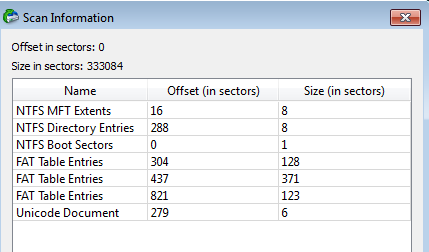 Scan Information
Offset in sectors: 0
Size in sectors: 333084
Name Offset (in sectors) Size (in sectors)
NTFS MFT Extents 16 8
NTFS Directory Entries 288 8
NTFS Boot Sectors 0 1
FAT Table Entries 304 128
FAT Table Entries 437 371
FAT Table Entries 821 123
Unicode Document 279 6